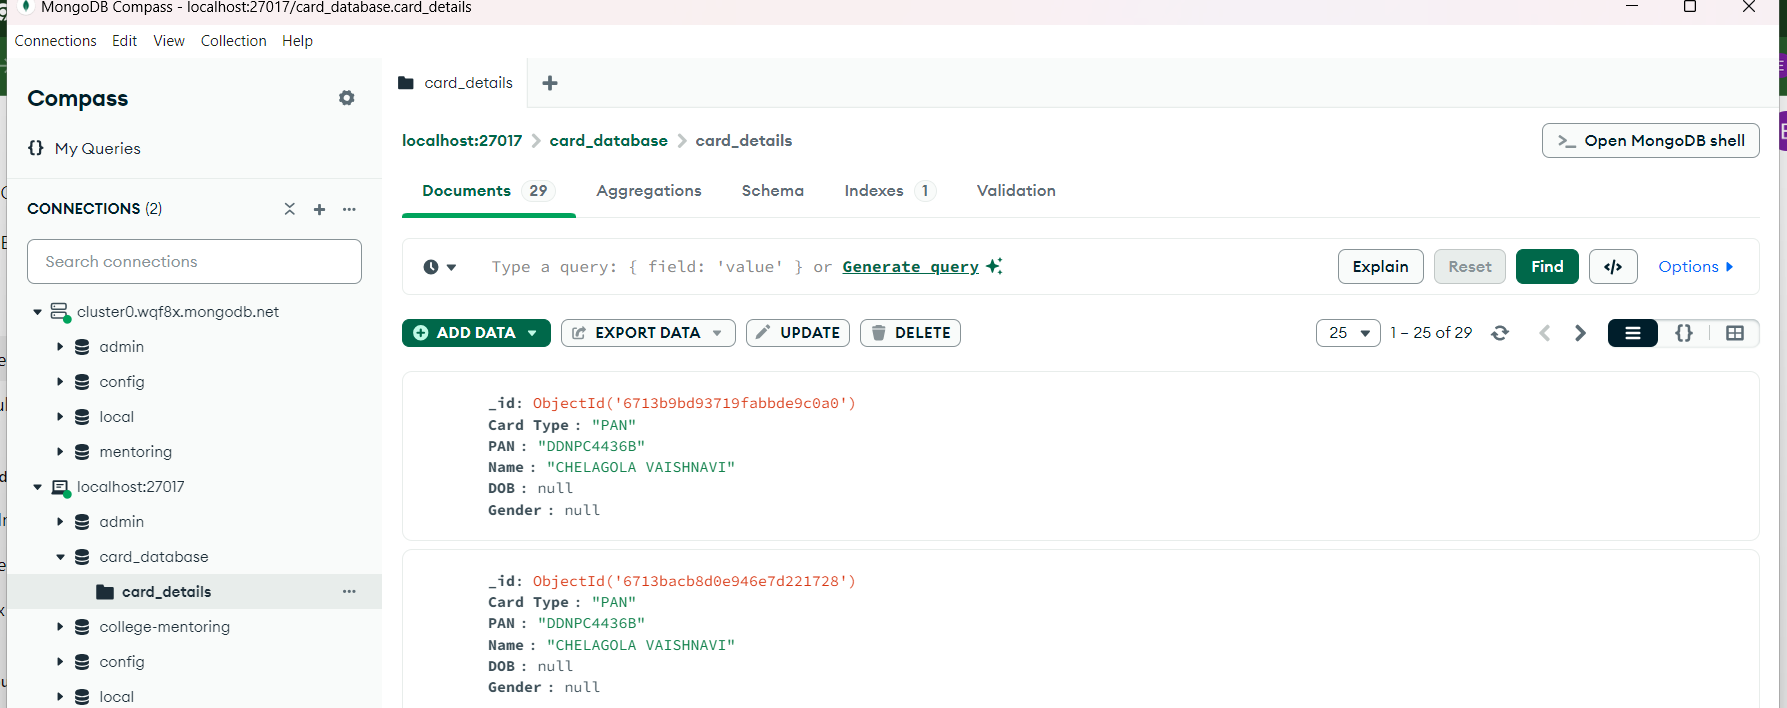 MongoDB Compass - localhost:27017/card_database.card_details
Connections Edit View Collection Help
Compass
{} My Queries
CONNECTIONS (2)
Search connections
cluster0.wqf8x.mongodb.net
admin
config
local
mentoring
localhost:27017
admin
card_database
card_details
college-mentoring
config
local
card_details
localhost:27017 > card_database > card_details
>_ Open MongoDB shell
Documents 29 Aggregations Schema Indexes 1 Validation
Type a query: { field: 'value' } or Generate query
Explain Reset Find </> Options
ADD DATA EXPORT DATA UPDATE DELETE
25 1 – 25 of 29 {}
_id: ObjectId('6713b9bd93719fabbde9c0a0')
Card Type : "PAN"
PAN : "DDNPC4436B"
Name : "CHELAGOLA VAISHNAVI"
DOB : null
Gender : null
_id: ObjectId('6713bacb8d0e946e7d221728')
Card Type : "PAN"
PAN : "DDNPC4436B"
Name : "CHELAGOLA VAISHNAVI"
DOB : null
Gender : null